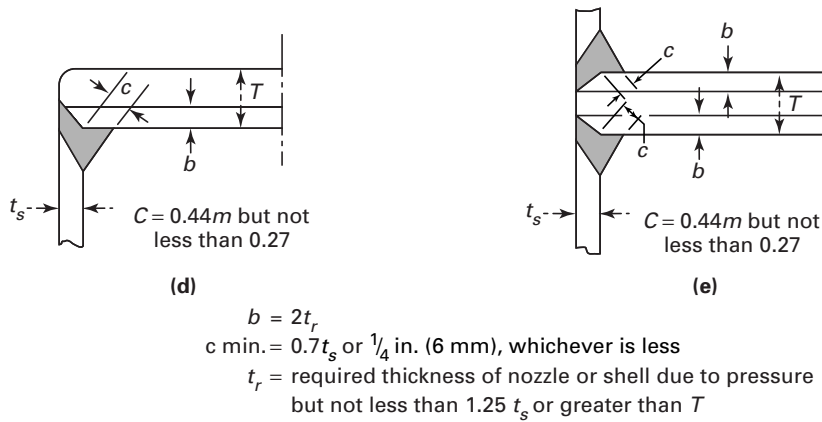 c
T
b
t_s
C = 0.44m but not
less than 0.27
(d)
b
c
T
c
b
t_s
C = 0.44m but not
less than 0.27
(e)
b = 2t_r
c min. = 0.7t_s or 1/4 in. (6 mm), whichever is less
t_r = required thickness of nozzle or shell due to pressure
but not less than 1.25 t_s or greater than T